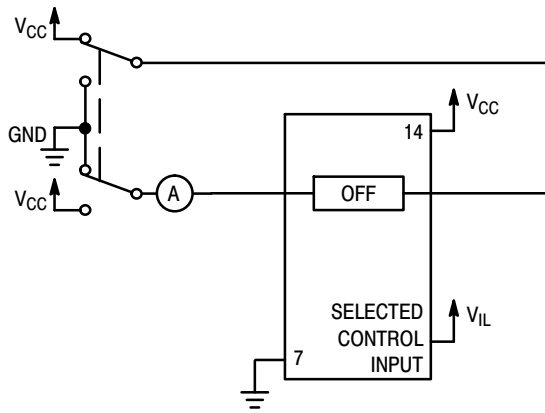 VCC
GND
VCC
A
OFF
14
VCC
SELECTED
CONTROL
INPUT
VIL
7